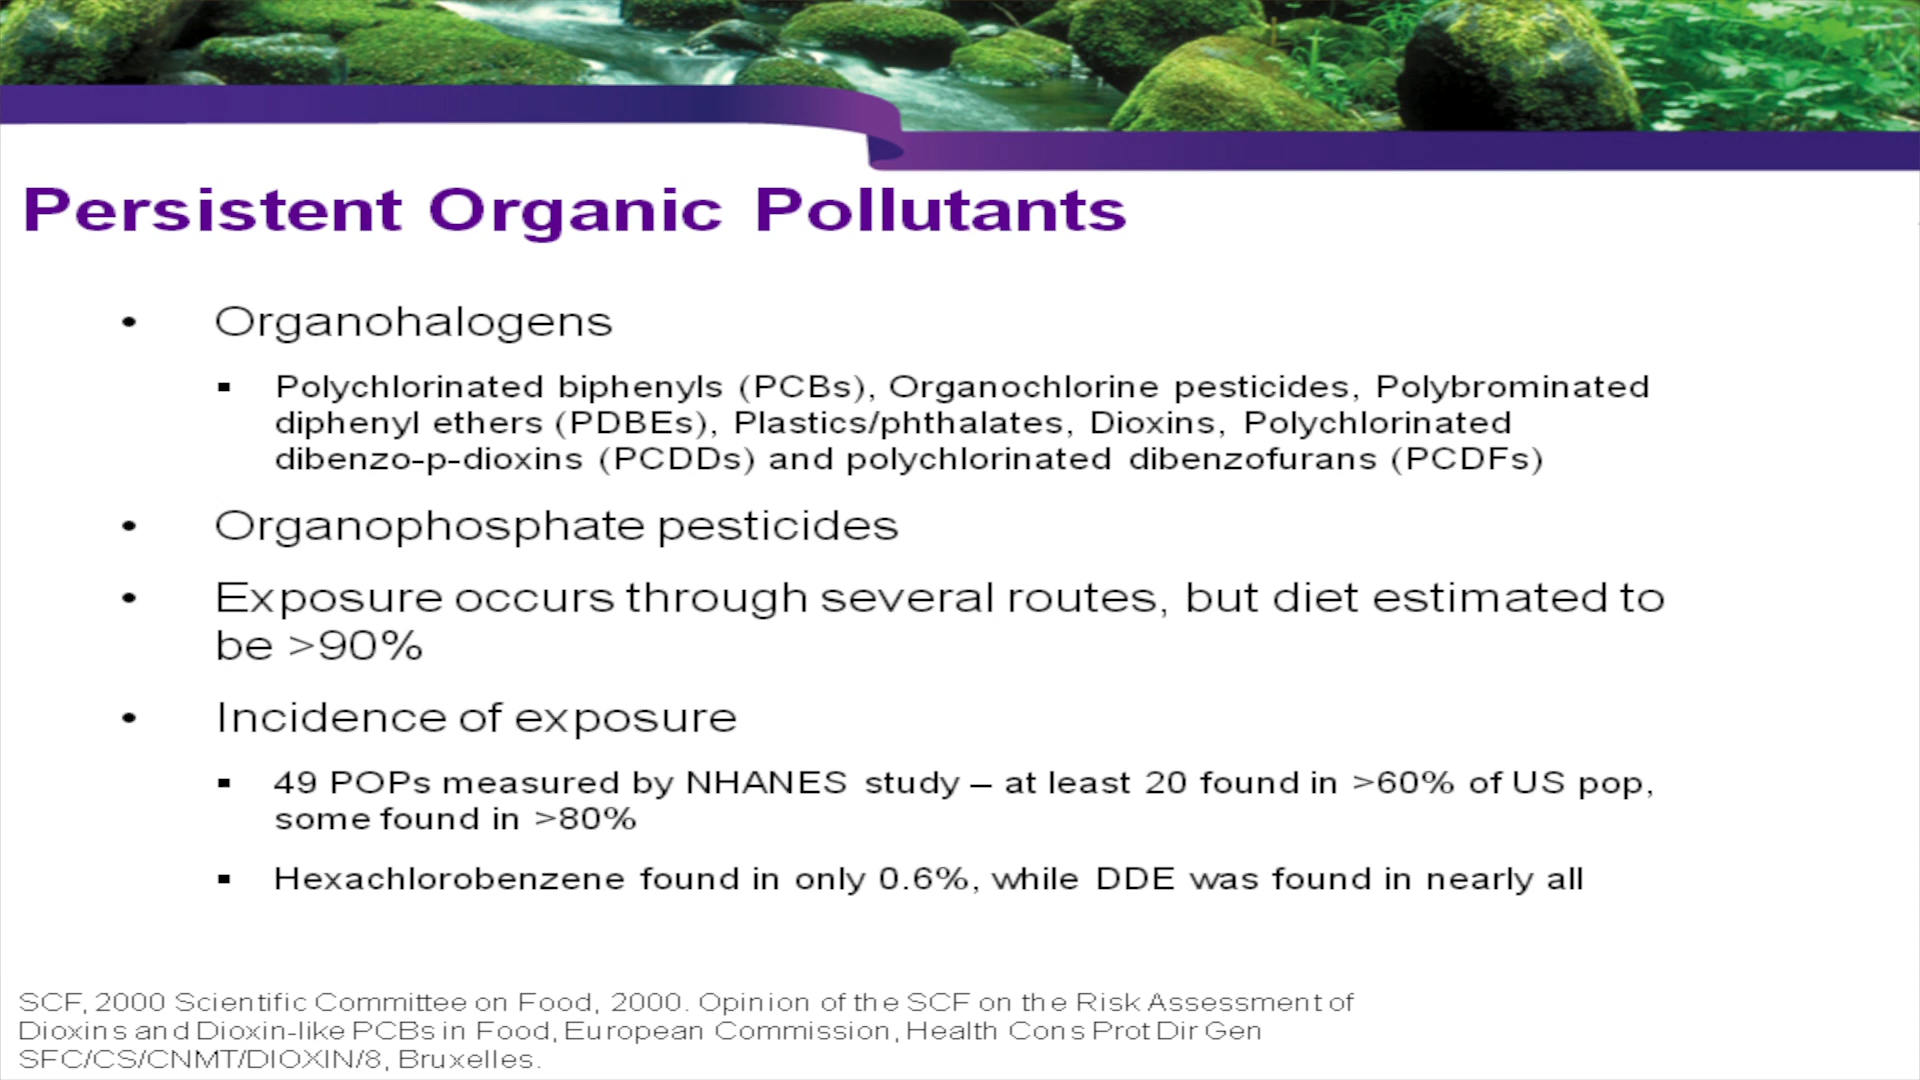 Persistent Organic Pollutants
• Organohalogens
▪ Polychlorinated biphenyls (PCBs), Organochlorine pesticides, Polybrominated
diphenyl ethers (PDBEs), Plastics/phthalates, Dioxins, Polychlorinated
dibenzo-p-dioxins (PCDDs) and polychlorinated dibenzofurans (PCDFs)
• Organophosphate pesticides
• Exposure occurs through several routes, but diet estimated to
be >90%
• Incidence of exposure
▪ 49 POPs measured by NHANES study – at least 20 found in >60% of US pop,
some found in >80%
▪ Hexachlorobenzene found in only 0.6%, while DDE was found in nearly all
SCF, 2000 Scientific Committee on Food, 2000. Opinion of the SCF on the Risk Assessment of
Dioxins and Dioxin-like PCBs in Food, European Commission, Health Cons Prot Dir Gen
SFC/CS/CNMT/DIOXIN/8, Bruxelles.